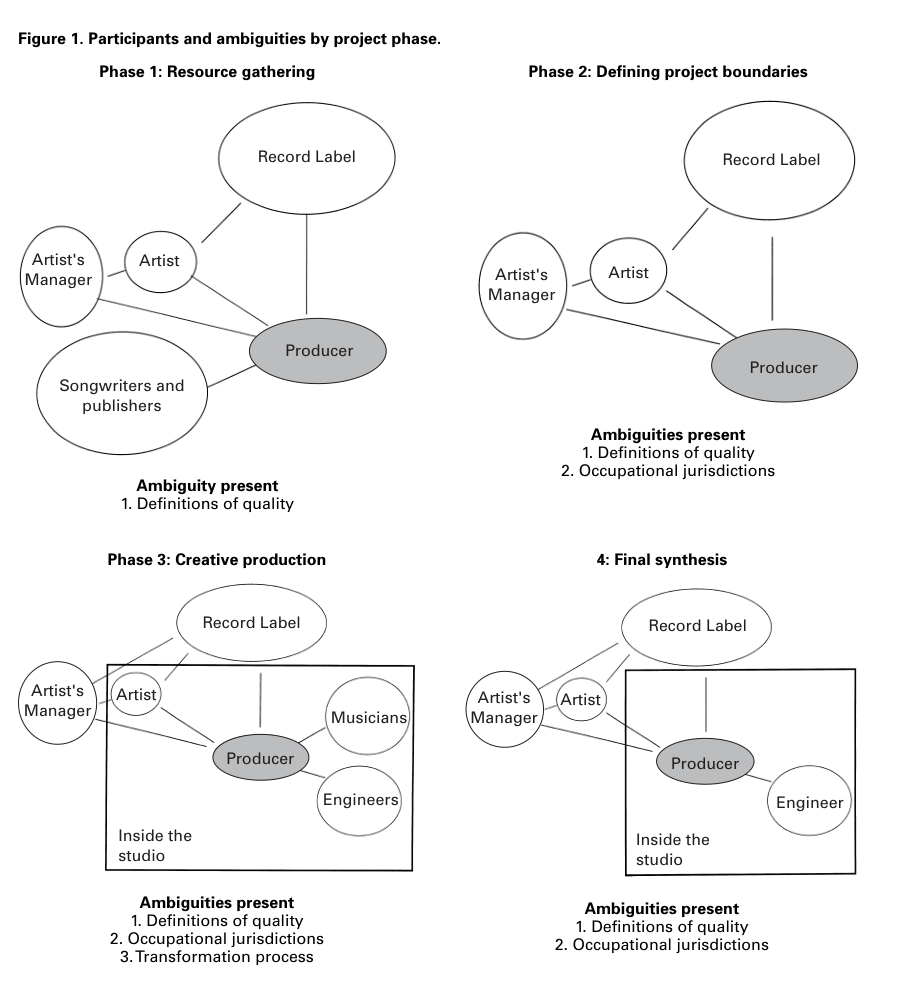 Figure 1. Participants and ambiguities by project phase.
Phase 1: Resource gathering
Record Label
Artist's
Manager
Artist
Producer
Songwriters and
publishers
Ambiguity present
1. Definitions of quality
Phase 2: Defining project boundaries
Record Label
Artist's
Manager
Artist
Producer
Ambiguities present
1. Definitions of quality
2. Occupational jurisdictions
Phase 3: Creative production
Record Label
Artist's
Manager
Artist
Musicians
Producer
Engineers
Inside the
studio
Ambiguities present
1. Definitions of quality
2. Occupational jurisdictions
3. Transformation process
4: Final synthesis
Record Label
Artist's
Manager
Artist
Producer
Engineer
Inside the
studio
Ambiguities present
1. Definitions of quality
2. Occupational jurisdictions